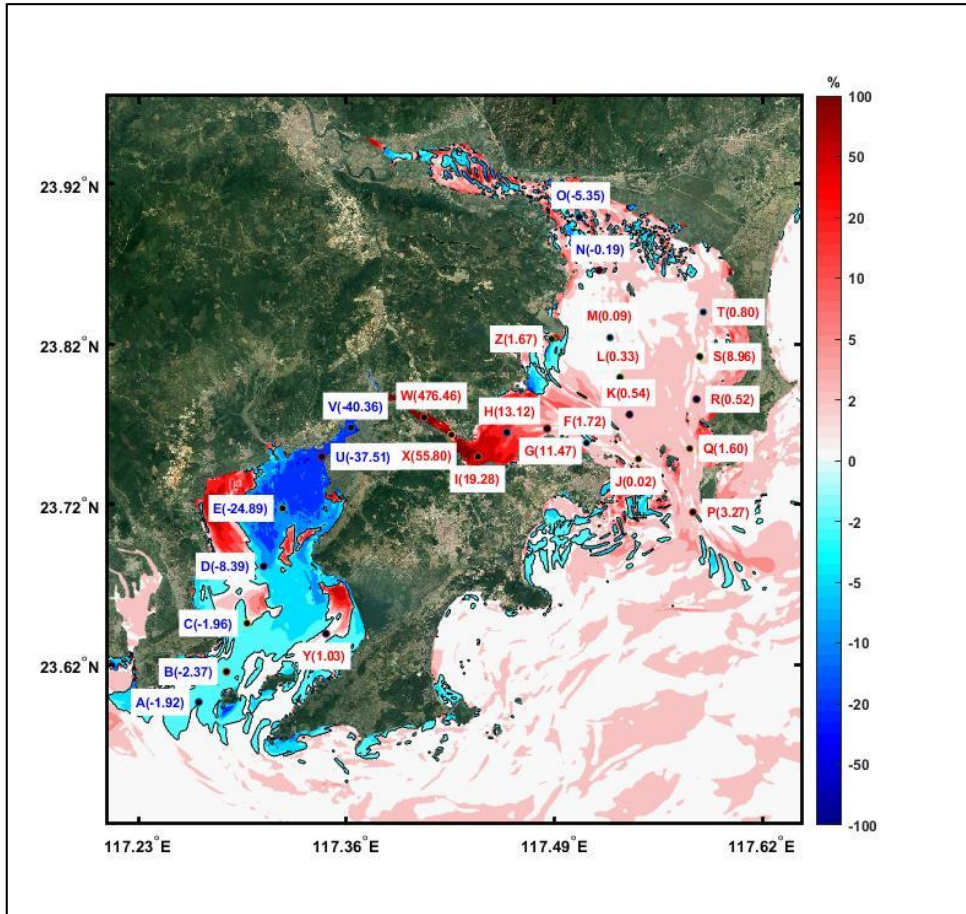 %
100
50
20
10
5
2
0
-2
-5
-10
-20
-50
-100
23.92°N
23.82°N
23.72°N
23.62°N
O(-5.35)
N(-0.19)
M(0.09)
T(0.80)
Z(1.67)
L(0.33)
S(8.96)
W(476.46)
K(0.54)
R(0.52)
V(-40.36)
H(13.12)
F(1.72)
U(-37.51)
X(55.80)
G(11.47)
Q(1.60)
I(19.28)
J(0.02)
E(-24.89)
P(3.27)
D(-8.39)
C(-1.96)
Y(1.03)
B(-2.37)
A(-1.92)
117.23°E
117.36°E
117.49°E
117.62°E